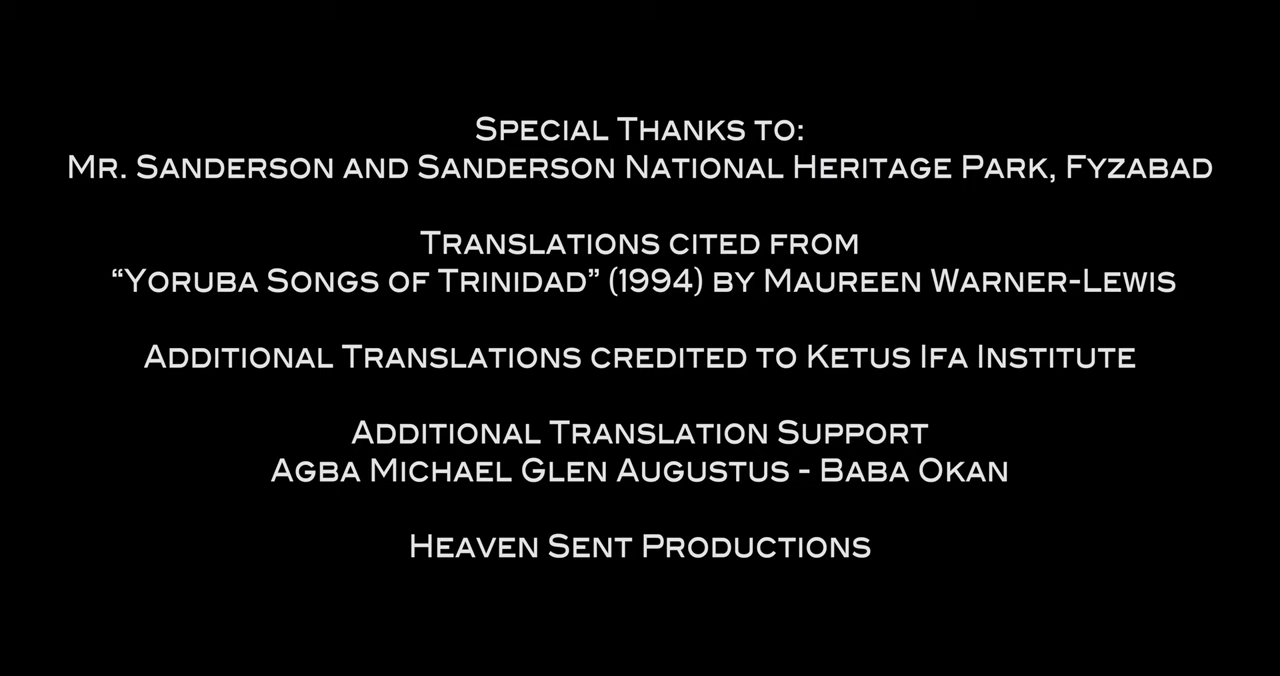 Special Thanks to:
Mr. Sanderson and Sanderson National Heritage Park, Fyzabad
Translations cited from
“Yoruba Songs of Trinidad” (1994) by Maureen Warner-Lewis
Additional Translations credited to Ketus Ifa Institute
Additional Translation Support
Agba Michael Glen Augustus - Baba Okan
Heaven Sent Productions